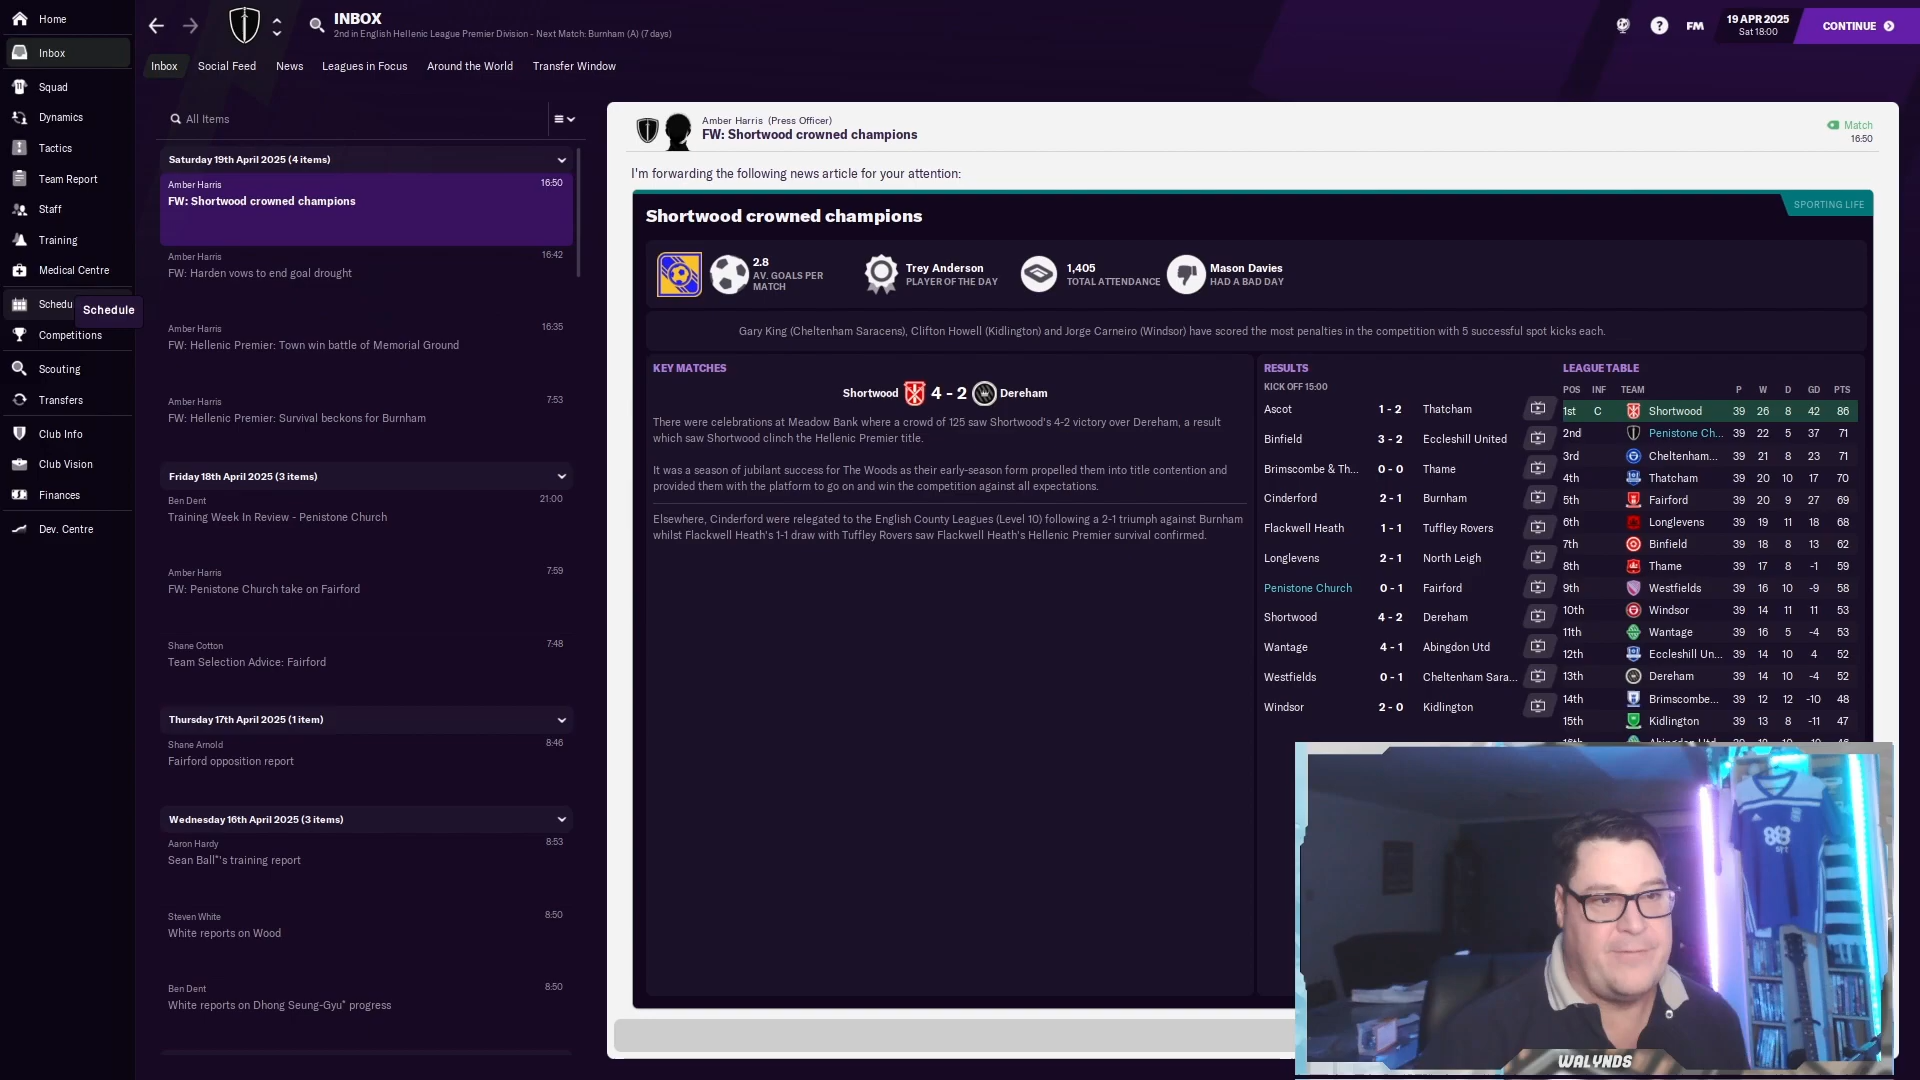 Home
Inbox
Squad
Dynamics
Tactics
Team Report
Staff
Training
Medical Centre
Schedu
Schedule
Competitions
Scouting
Transfers
Club Info
Club Vision
Finances
Dev. Centre
INBOX
2nd in English Hellenic League Premier Division - Next Match: Burnham (A) (7 days)
FM
19 APR 2025
Sat 18:00
CONTINUE
Inbox Social Feed News Leagues in Focus Around the World Transfer Window
All Items
Saturday 19th April 2025 (4 items)
Amber Harris 16:50
FW: Shortwood crowned champions
Amber Harris 16:42
FW: Harden vows to end goal drought
Amber Harris 16:35
FW: Hellenic Premier: Town win battle of Memorial Ground
Amber Harris 7:53
FW: Hellenic Premier: Survival beckons for Burnham
Friday 18th April 2025 (3 items)
Ben Dent 21:00
Training Week In Review - Penistone Church
Amber Harris 7:59
FW: Penistone Church take on Fairford
Shane Cotton 7:48
Team Selection Advice: Fairford
Thursday 17th April 2025 (1 item)
Shane Arnold 8:46
Fairford opposition report
Wednesday 16th April 2025 (3 items)
Aaron Hardy 8:53
Sean Ball*'s training report
Steven White 8:50
White reports on Wood
Ben Dent 8:50
White reports on Dhong Seung-Gyu* progress
Amber Harris (Press Officer)
FW: Shortwood crowned champions
Match
16:50
I'm forwarding the following news article for your attention:
SPORTING LIFE
Shortwood crowned champions
2.8
AV. GOALS PER
MATCH
Trey Anderson
PLAYER OF THE DAY
1,405
TOTAL ATTENDANCE
Mason Davies
HAD A BAD DAY
Gary King (Cheltenham Saracens), Clifton Howell (Kidlington) and Jorge Carneiro (Windsor) have scored the most penalties in the competition with 5 successful spot kicks each.
KEY MATCHES
Shortwood 4 - 2 Dereham
There were celebrations at Meadow Bank where a crowd of 125 saw Shortwood's 4-2 victory over Dereham, a result
which saw Shortwood clinch the Hellenic Premier title.
It was a season of jubilant success for The Woods as their early-season form propelled them into title contention and
provided them with the platform to go on and win the competition against all expectations.
Elsewhere, Cinderford were relegated to the English County Leagues (Level 10) following a 2-1 triumph against Burnham
whilst Flackwell Heath's 1-1 draw with Tuffley Rovers saw Flackwell Heath's Hellenic Premier survival confirmed.
RESULTS
KICK OFF 15:00
Ascot 1 - 2 Thatcham
Binfield 3 - 2 Eccleshill United
Brimscombe & Th... 0 - 0 Thame
Cinderford 2 - 1 Burnham
Flackwell Heath 1 - 1 Tuffley Rovers
Longlevens 2 - 1 North Leigh
Penistone Church 0 - 1 Fairford
Shortwood 4 - 2 Dereham
Wantage 4 - 1 Abingdon Utd
Westfields 0 - 1 Cheltenham Sara...
Windsor 2 - 0 Kidlington
LEAGUE TABLE
POS INF TEAM P W D GD PTS
1st C Shortwood 39 26 8 42 86
2nd Penistone Ch... 39 22 5 37 71
3rd Cheltenham... 39 21 8 23 71
4th Thatcham 39 20 10 17 70
5th Fairford 39 20 9 27 69
6th Longlevens 39 19 11 18 68
7th Binfield 39 18 8 13 62
8th Thame 39 17 8 -1 59
9th Westfields 39 16 10 -9 58
10th Windsor 39 14 11 11 53
11th Wantage 39 16 5 -4 53
12th Eccleshill Un... 39 14 10 4 52
13th Dereham 39 14 10 -4 52
14th Brimscombe... 39 12 12 -10 48
15th Kidlington 39 13 8 -11 47
WALYNDS